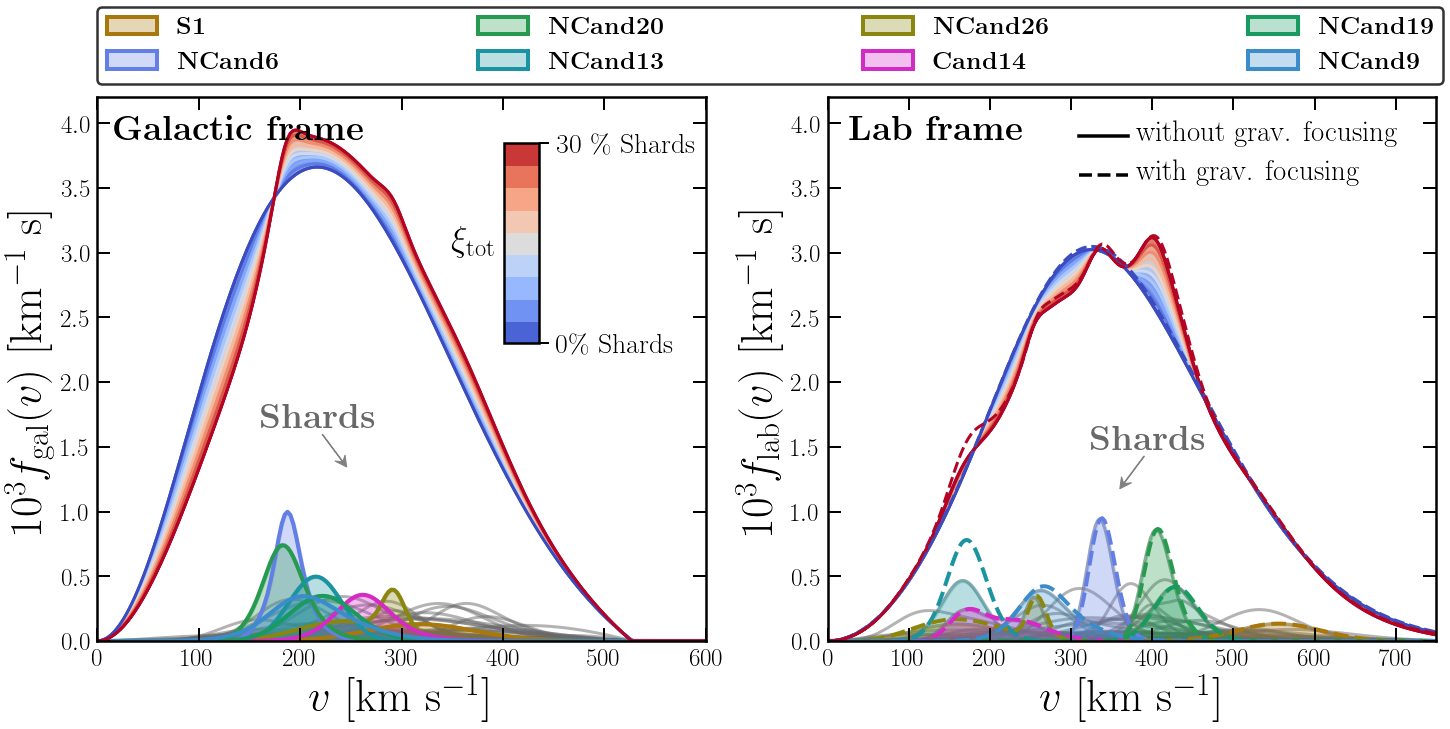 S1 NCand20 NCand26 NCand19
NCand6 NCand13 Cand14 NCand9
Galactic frame
30 % Shards
ξtot
0% Shards
Shards
10³fgal(v) [km⁻¹ s]
4.0
3.5
3.0
2.5
2.0
1.5
1.0
0.5
0.0
0 100 200 300 400 500 600
v [km s⁻¹]
Lab frame
without grav. focusing
with grav. focusing
Shards
10³flab(v) [km⁻¹ s]
4.0
3.5
3.0
2.5
2.0
1.5
1.0
0.5
0.0
0 100 200 300 400 500 600 700
v [km s⁻¹]